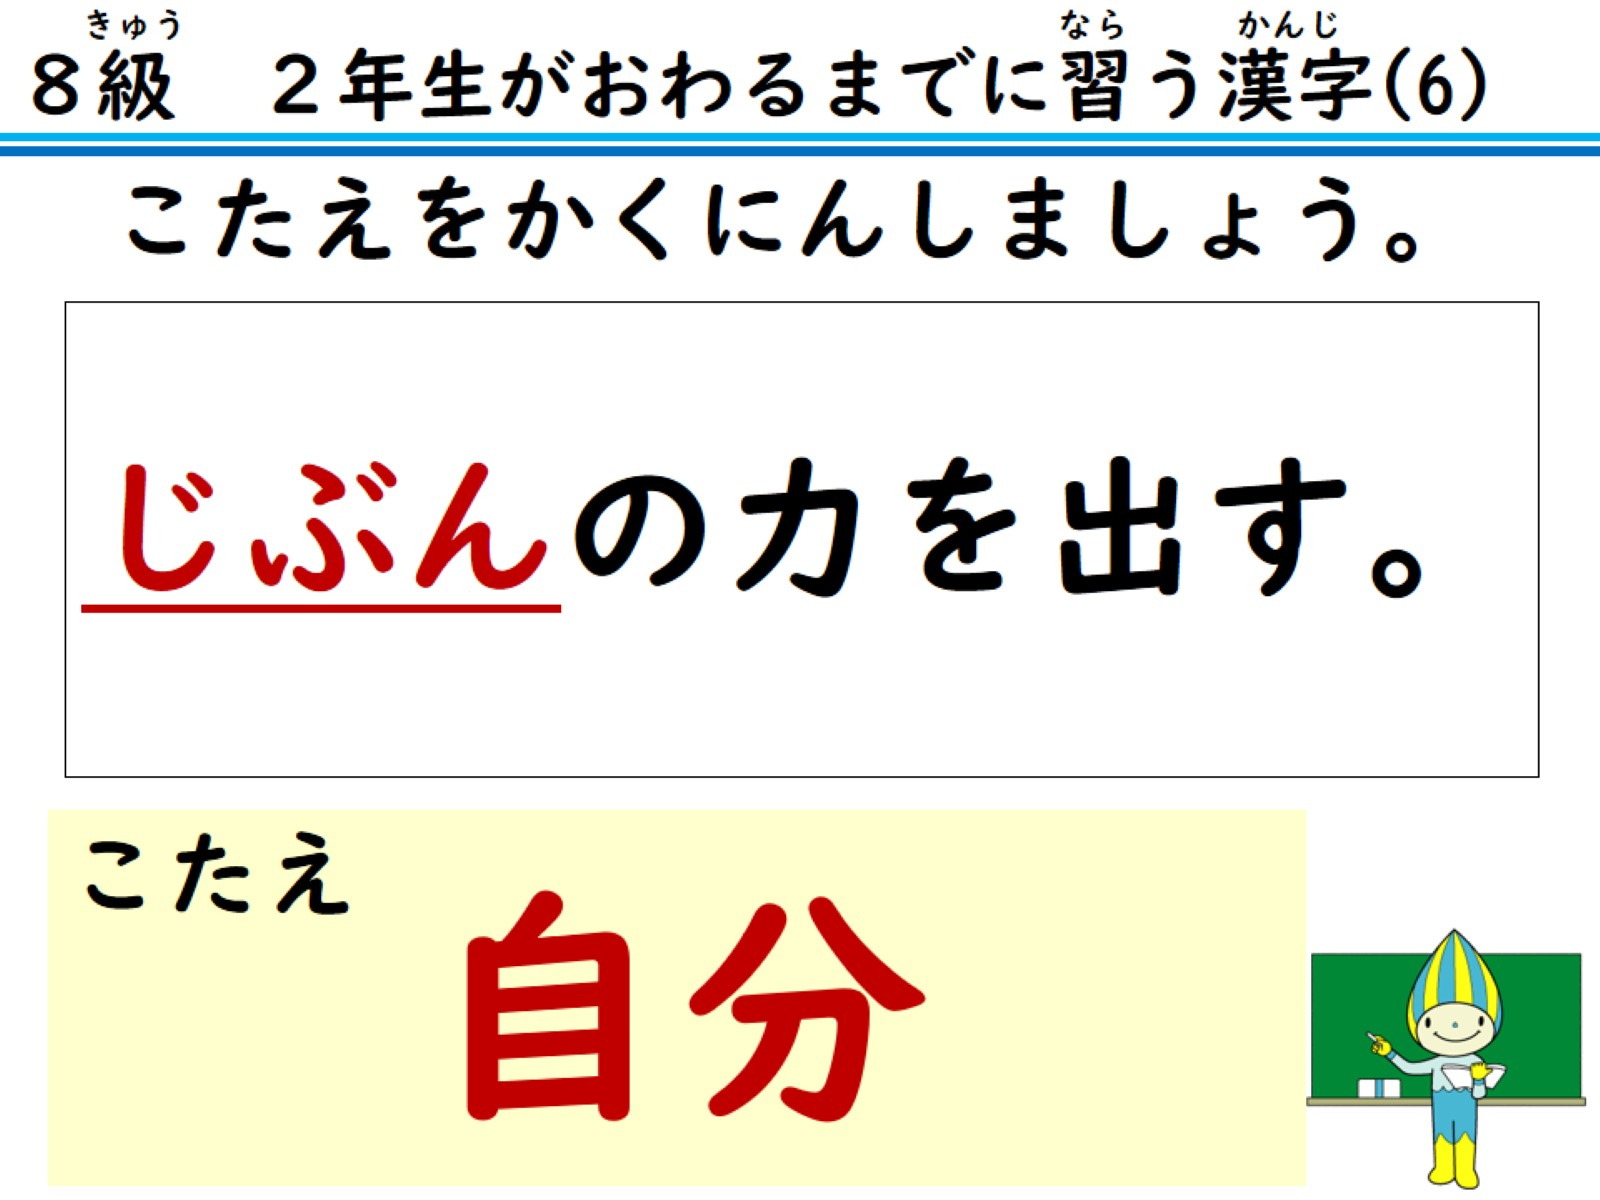 きゅう なら かんじ
８級　２年生がおわるまでに習う漢字(6)
こたえをかくにんしましょう。
じぶんの力を出す。
こたえ
自分